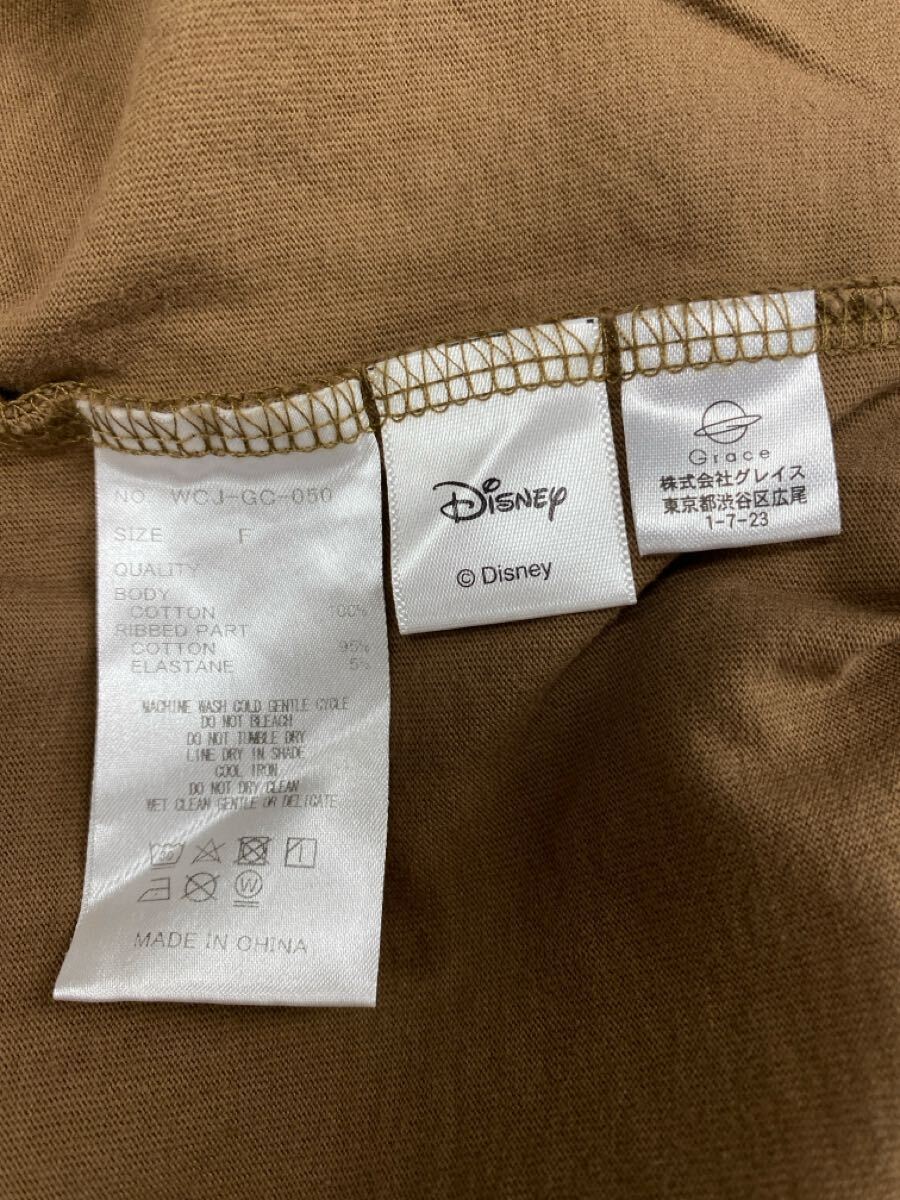 NO WCJ-GC-050
SIZE F
QUALITY
BODY
COTTON 100%
RIBBED PART
COTTON 95%
ELASTANE 5%
MACHINE WASH COLD GENTLE CYCLE
DO NOT BLEACH
DO NOT TUMBLE DRY
LINE DRY IN SHADE
COOL IRON
DO NOT DRY CLEAN
WET CLEAN GENTLE OR DELICATE
W
MADE IN CHINA
Disney
© Disney
Grace
株式会社グレイス
東京都渋谷区広尾
1-7-23